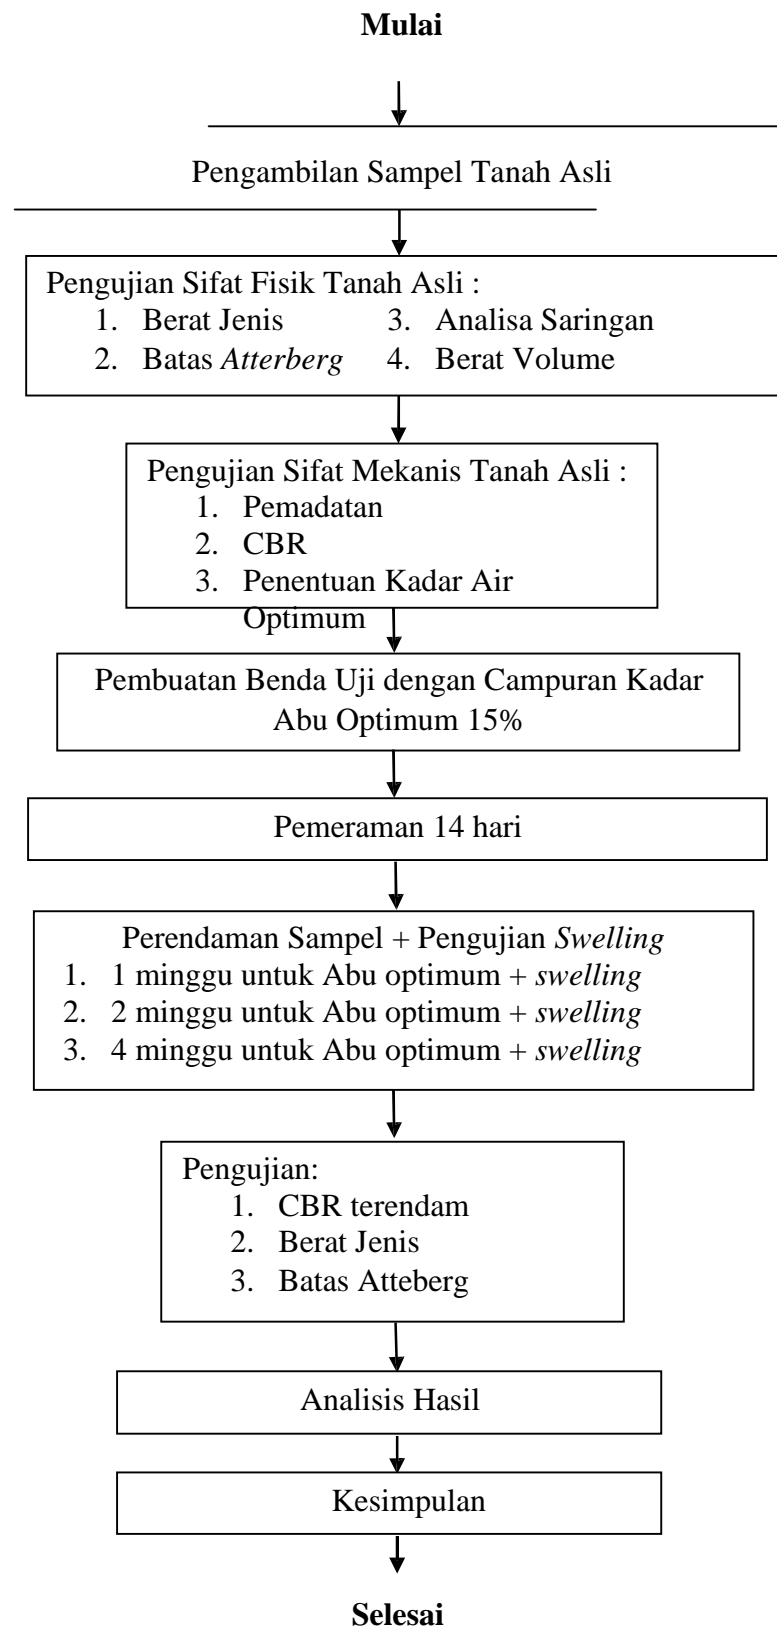 Mulai
Pengambilan Sampel Tanah Asli
Pengujian Sifat Fisik Tanah Asli :
1. Berat Jenis 3. Analisa Saringan
2. Batas Atterberg 4. Berat Volume
Pengujian Sifat Mekanis Tanah Asli :
1. Pemadatan
2. CBR
3. Penentuan Kadar Air
Optimum
Pembuatan Benda Uji dengan Campuran Kadar
Abu Optimum 15%
Pemeraman 14 hari
Perendaman Sampel + Pengujian Swelling
1. 1 minggu untuk Abu optimum + swelling
2. 2 minggu untuk Abu optimum + swelling
3. 4 minggu untuk Abu optimum + swelling
Pengujian:
1. CBR terendam
2. Berat Jenis
3. Batas Atteberg
Analisis Hasil
Kesimpulan
Selesai